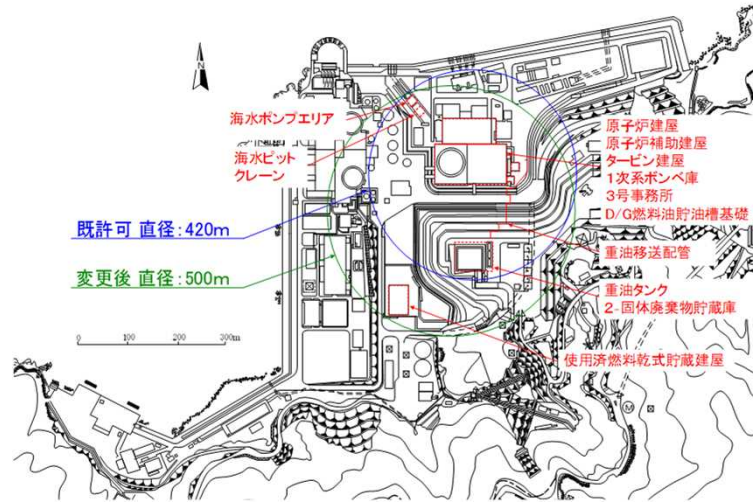 N
海水ポンプエリア
海水ピット
クレーン
既許可 直径:420m
変更後 直径:500m
0 100 200 300m
原子炉建屋
原子炉補助建屋
タービン建屋
1次系ボンベ庫
3号事務所
D/G燃料油貯油槽基礎
重油移送配管
重油タンク
2-固体廃棄物貯蔵庫
使用済燃料乾式貯蔵建屋
M